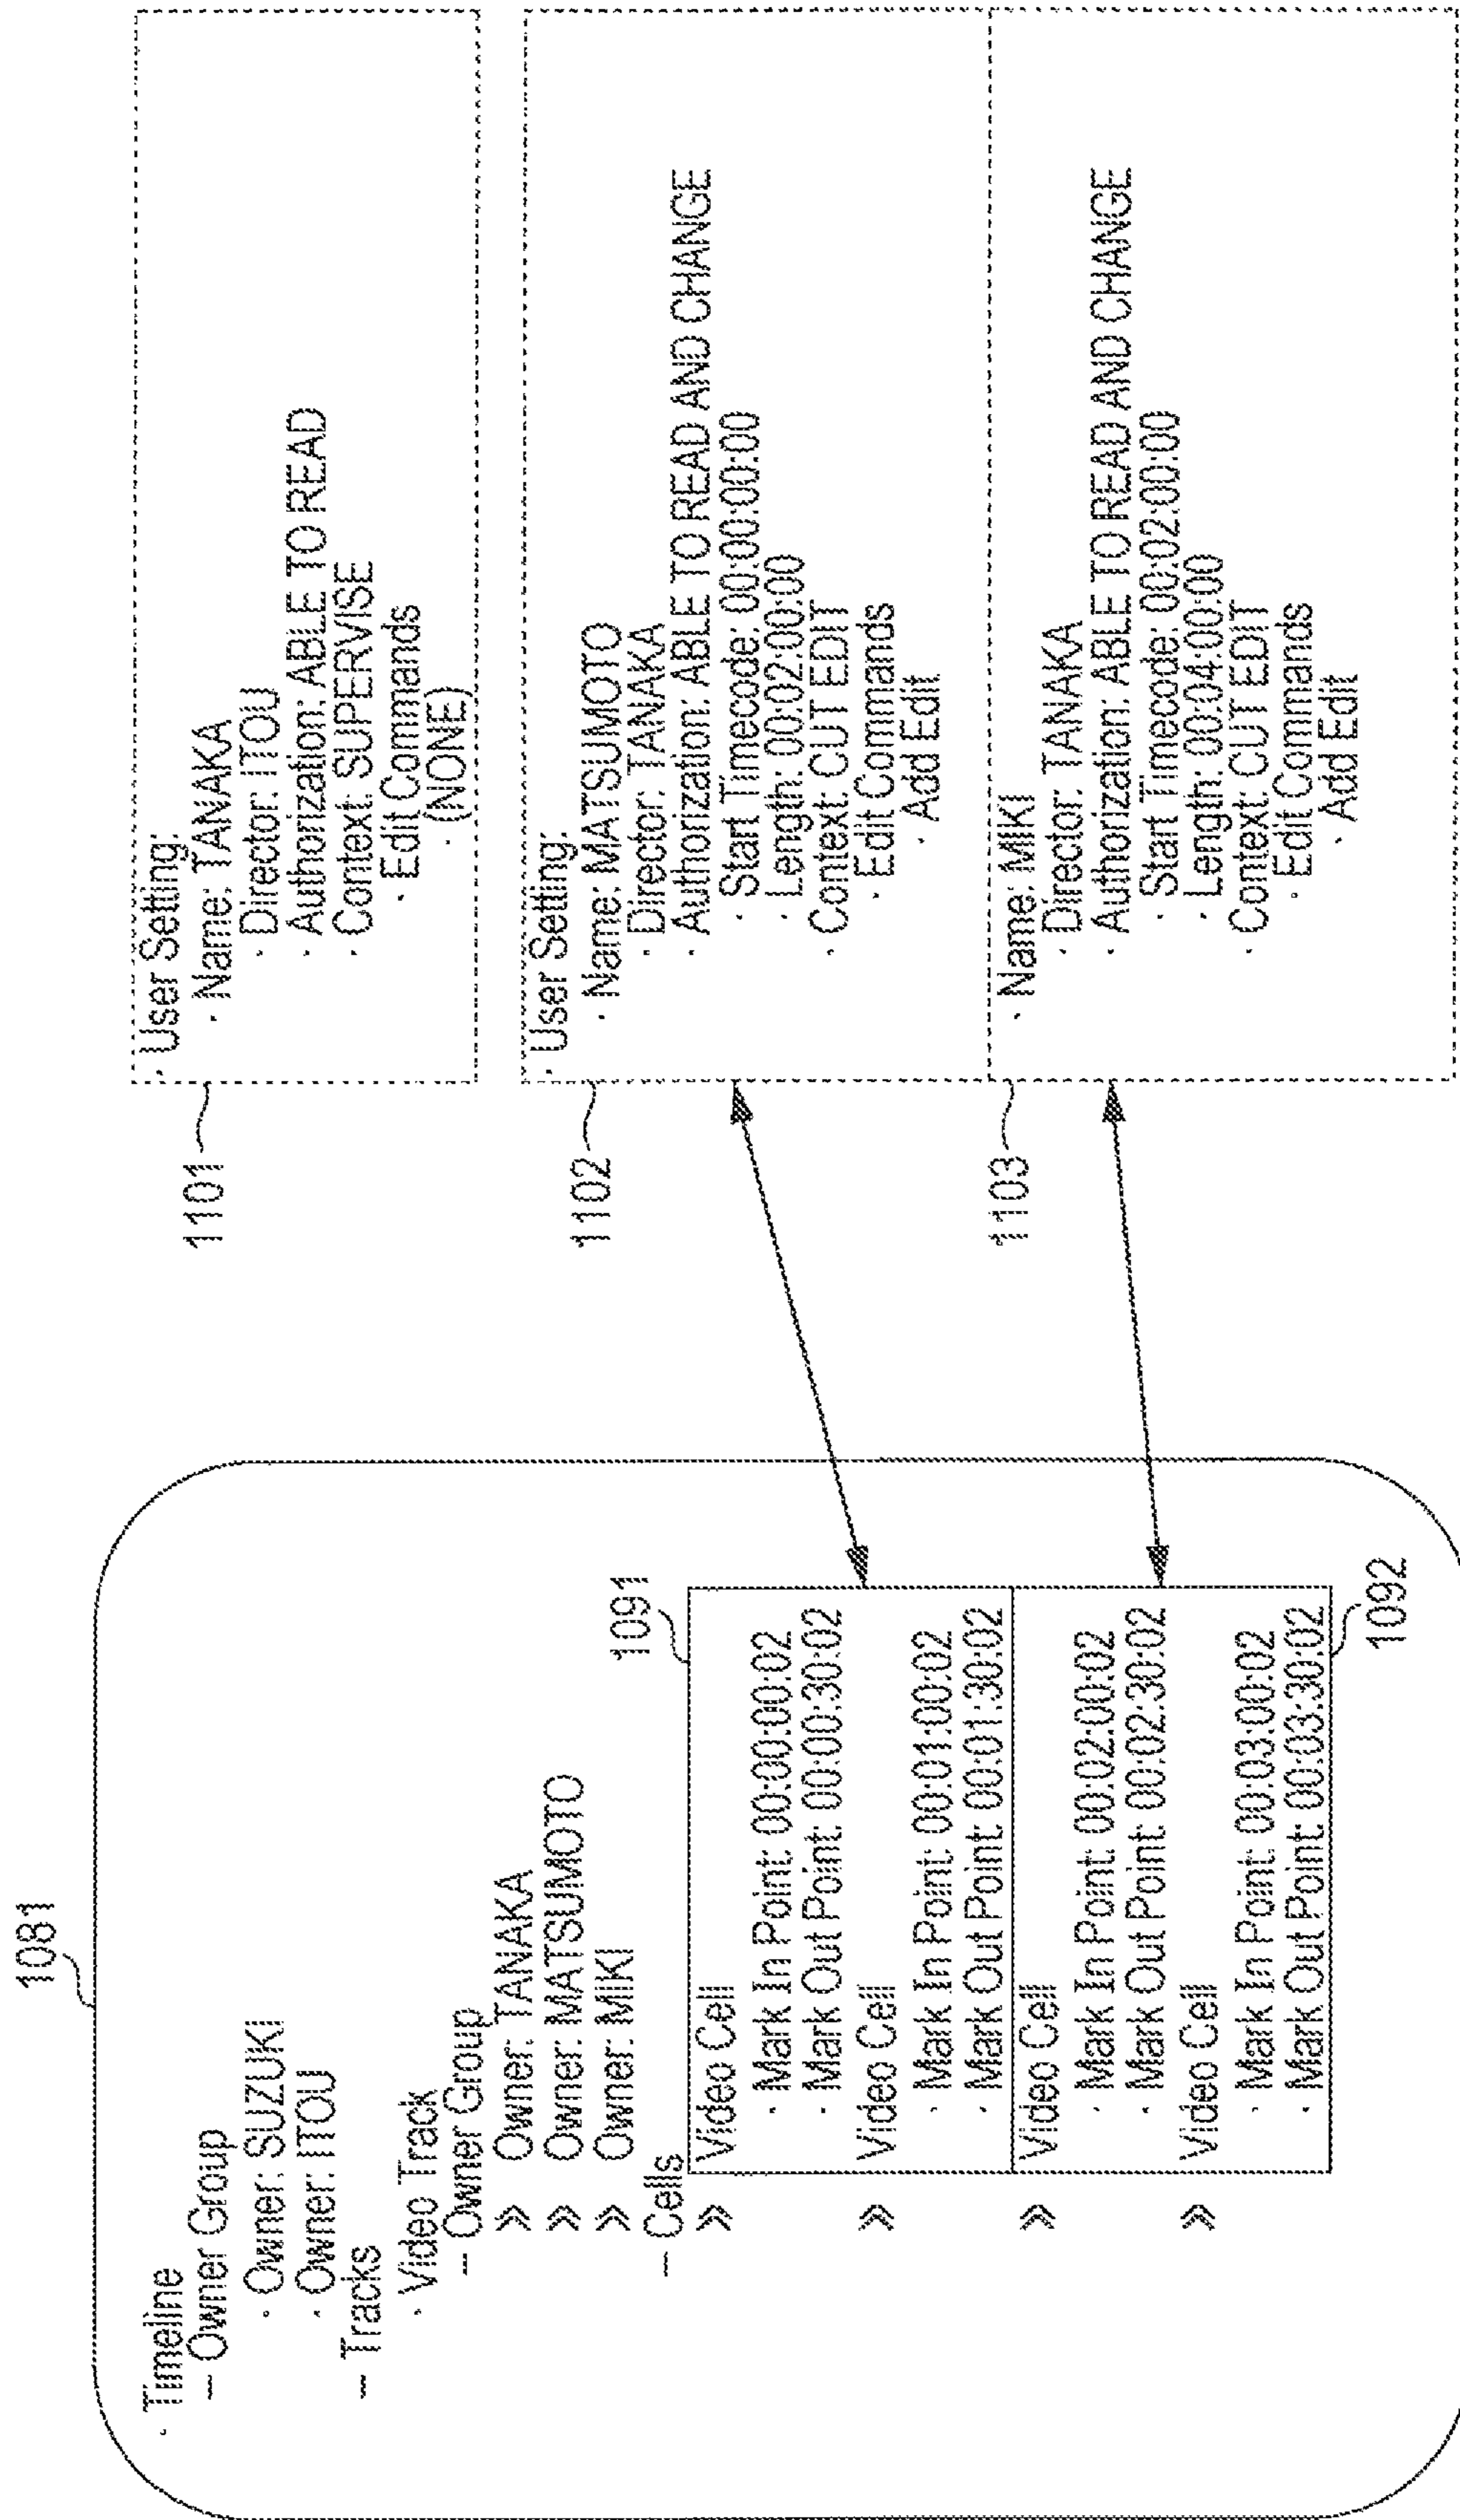 1081
· Timeline
– Owner Group
· Owner: SUZUKI
· Owner: ITOU
– Tracks
· Video Track
– Owner Group
» Owner: TANAKA
» Owner: MATSUMOTO
» Owner: MIKI
– Cells
1091
» Video Cell
· Mark In Point: 00:00:00:02
· Mark Out Point: 00:00:30:02
» Video Cell
· Mark In Point: 00:01:00:02
· Mark Out Point: 00:01:30:02
» Video Cell
· Mark In Point: 00:02:00:02
· Mark Out Point: 00:02:30:02
» Video Cell
· Mark In Point: 00:03:00:02
· Mark Out Point: 00:03:30:02
1092
1101
· User Setting:
· Name: TANAKA
· Director: ITOU
· Authorization: ABLE TO READ
· Context: SUPERVISE
· Edit Commands
· (NONE)
1102
· User Setting:
· Name: MATSUMOTO
· Director: TANAKA
· Authorization: ABLE TO READ AND CHANGE
· Start Timecode: 00:00:00:00
· Length: 00:02:00:00
· Context: CUT EDIT
· Edit Commands
· Add Edit
1103
· Name: MIKI
· Director: TANAKA
· Authorization: ABLE TO READ AND CHANGE
· Start Timecode: 00:02:00:00
· Length: 00:04:00:00
· Context: CUT EDIT
· Edit Commands
· Add Edit